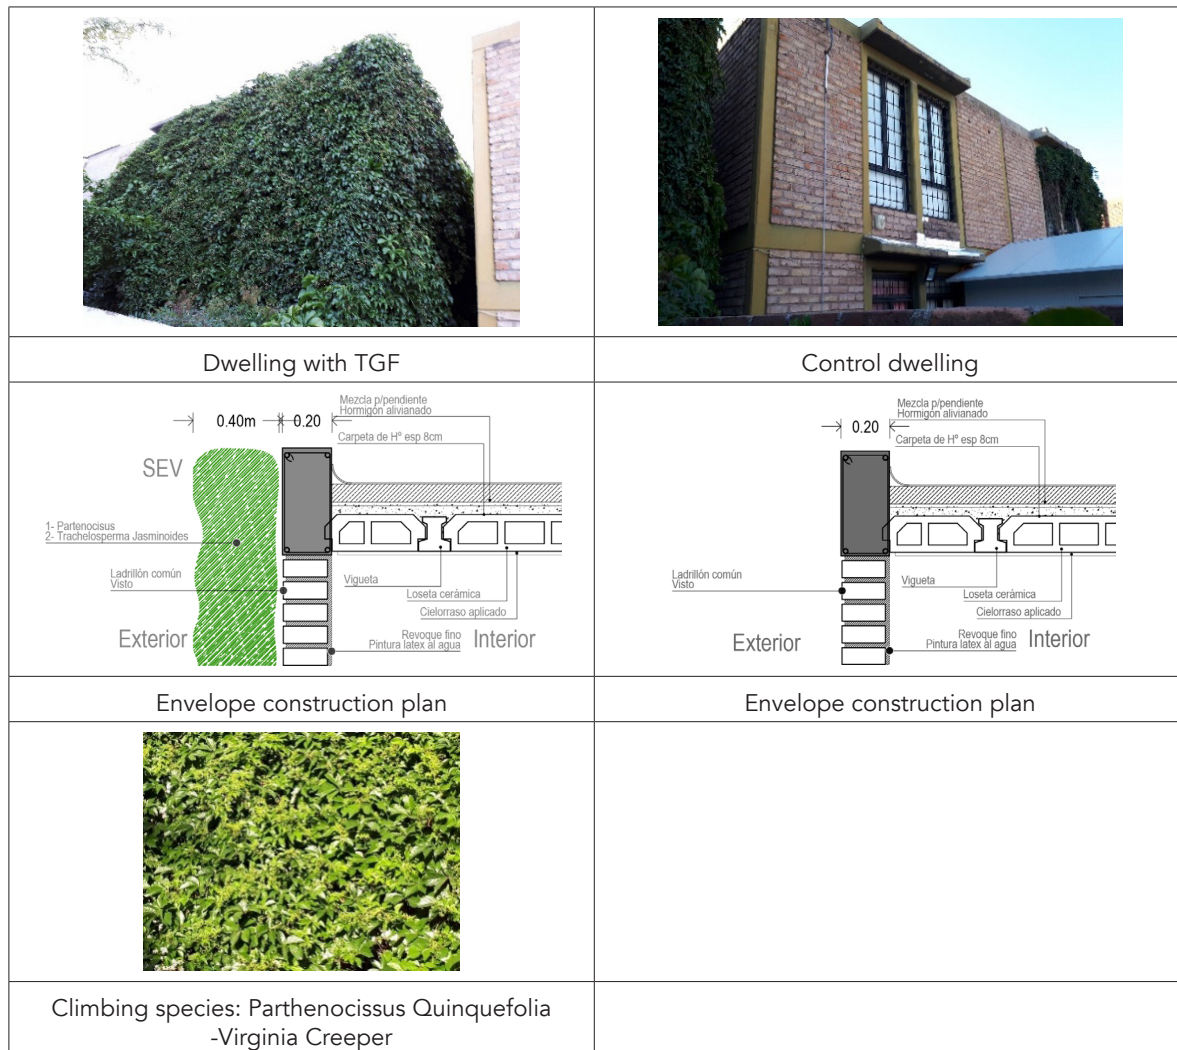 Dwelling with TGF
Control dwelling
0.40m
0.20
Mezcla p/pendiente
Hormigón alivianado
Carpeta de Hº esp 8cm
SEV
1- Partenocisus
2- Trachelosperma Jasminoides
Ladrillón común
Visto
Vigueta
Loseta cerámica
Cielorraso aplicado
Exterior
Revoque fino
Pintura latex al agua
Interior
0.20
Mezcla p/pendiente
Hormigón alivianado
Carpeta de Hº esp 8cm
Ladrillón común
Visto
Vigueta
Loseta cerámica
Cielorraso aplicado
Exterior
Revoque fino
Pintura latex al agua
Interior
Envelope construction plan
Envelope construction plan
Climbing species: Parthenocissus Quinquefolia
-Virginia Creeper